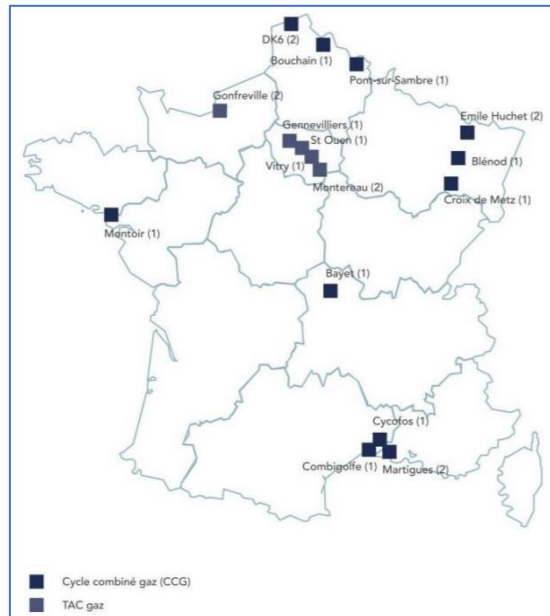 DK6 (2)
Bouchain (1)
Pont-sur-Sambre (1)
Gonfreville (2)
Gennevilliers (1)
St Ouen (1)
Vitry (1)
Montereau (2)
Emile Huchet (2)
Blénod (1)
Croix de Metz (1)
Montoir (1)
Bayet (1)
Cycofos (1)
Combigolfe (1)
Martigues (2)
Cycle combiné gaz (CCG)
TAC gaz